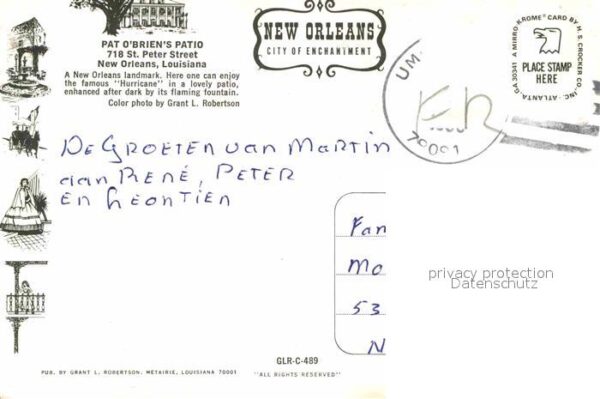 PAT O'BRIEN'S PATIO
718 St. Peter Street
New Orleans, Louisiana
A New Orleans landmark. Here one can enjoy
the famous "Hurricane" in a lovely patio,
enhanced after dark by its flaming fountain.
Color photo by Grant L. Robertson
NEW ORLEANS
CITY OF ENCHANTMENT
A MIRRO-KROME® CARD BY H. S. CROCKER CO., INC. ATLANTA, GA 30341
PLACE STAMP
HERE
UM
70091
De GROETEN van MARTIN
aan RENÉ, PETER
EN LEONTIEN
Fam
Mo
53
N
privacy protection
Datenschutz
GLR-C-489
PUB. BY GRANT L. ROBERTSON, METAIRIE, LOUISIANA 70001
"ALL RIGHTS RESERVED"